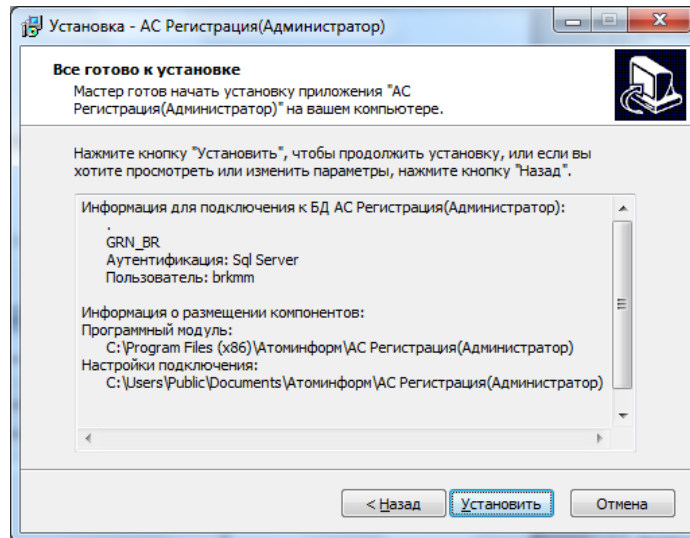 Установка - АС Регистрация(Администратор)
Все готово к установке
Мастер готов начать установку приложения "АС
Регистрация(Администратор)" на вашем компьютере.
Нажмите кнопку "Установить", чтобы продолжить установку, или если вы
хотите просмотреть или изменить параметры, нажмите кнопку "Назад".
Информация для подключения к БД АС Регистрация(Администратор):
.
GRN_BR
Аутентификация: Sql Server
Пользователь: brkmm
Информация о размещении компонентов:
Программный модуль:
C:\Program Files (x86)\Атоминформ\АС Регистрация(Администратор)
Настройки подключения:
C:\Users\Public\Documents\Атоминформ\АС Регистрация(Администратор)
< Назад Установить Отмена